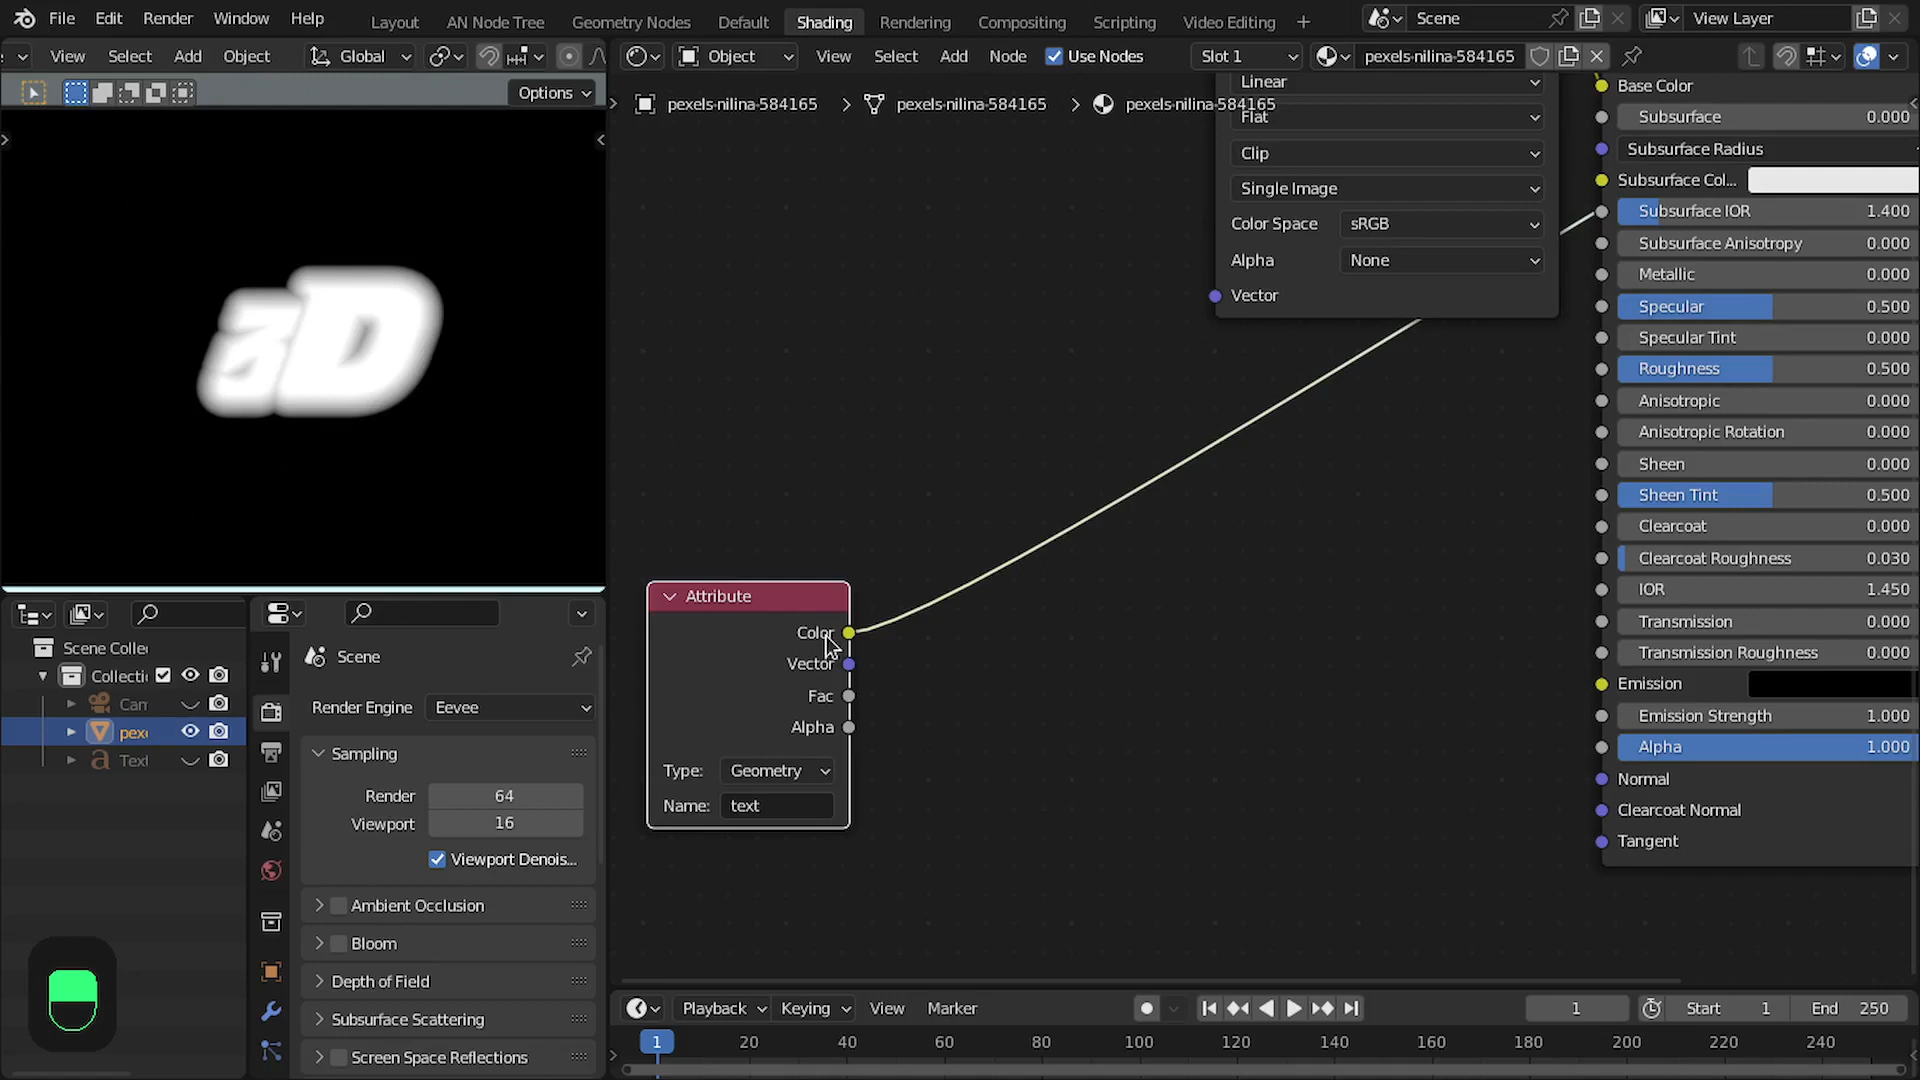 File Edit Render Window Help Layout AN Node Tree Geometry Nodes Default Shading Rendering Compositing Scripting Video Editing + Scene View Layer
View Select Add Object Global Object View Select Add Node Use Nodes Slot 1 pexels-nilina-584165
Options
pexels-nilina-584165 > pexels-nilina-584165 > pexels-nilina-584165
Linear
Flat
Clip
Single Image
Color Space sRGB
Alpha None
Vector
Base Color
Subsurface 0.000
Subsurface Radius
Subsurface Col...
Subsurface IOR 1.400
Subsurface Anisotropy 0.000
Metallic 0.000
Specular 0.500
Specular Tint 0.000
Roughness 0.500
Anisotropic 0.000
Anisotropic Rotation 0.000
Sheen 0.000
Sheen Tint 0.500
Clearcoat 0.000
Clearcoat Roughness 0.030
IOR 1.450
Transmission 0.000
Transmission Roughness 0.000
Emission
Emission Strength 1.000
Alpha 1.000
Normal
Clearcoat Normal
Tangent
3D
Attribute
Color
Vector
Fac
Alpha
Type: Geometry
Name: text
Scene Colle
Collecti
Can
pexe
Text
Scene
Render Engine Eevee
Sampling
Render 64
Viewport 16
Viewport Denois...
Ambient Occlusion
Bloom
Depth of Field
Subsurface Scattering
Screen Space Reflections
Playback Keying View Marker 1 Start 1 End 250
1 20 40 60 80 100 120 140 160 180 200 220 240